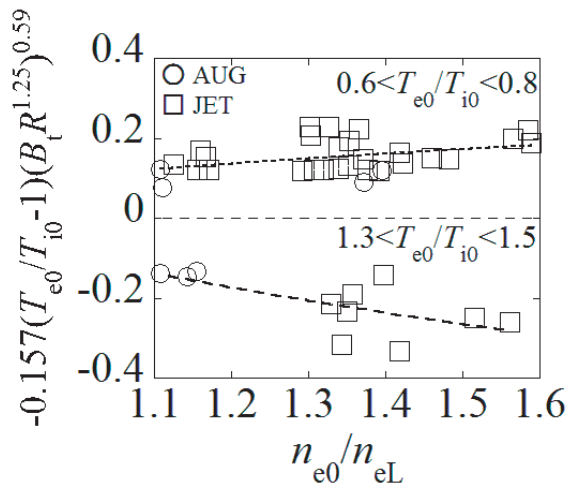 -0.157(Te0/Ti0-1)(BtR^1.25)^0.59
0.4
0.2
0
-0.2
-0.4
AUG
JET
0.6<Te0/Ti0<0.8
1.3<Te0/Ti0<1.5
1.1 1.2 1.3 1.4 1.5 1.6
ne0/neL